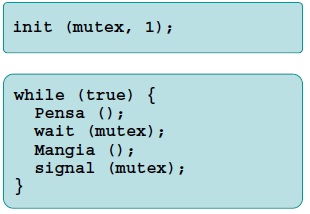 init (mutex, 1);
while (true) {
Pensa ();
wait (mutex);
Mangia ();
signal (mutex);
}